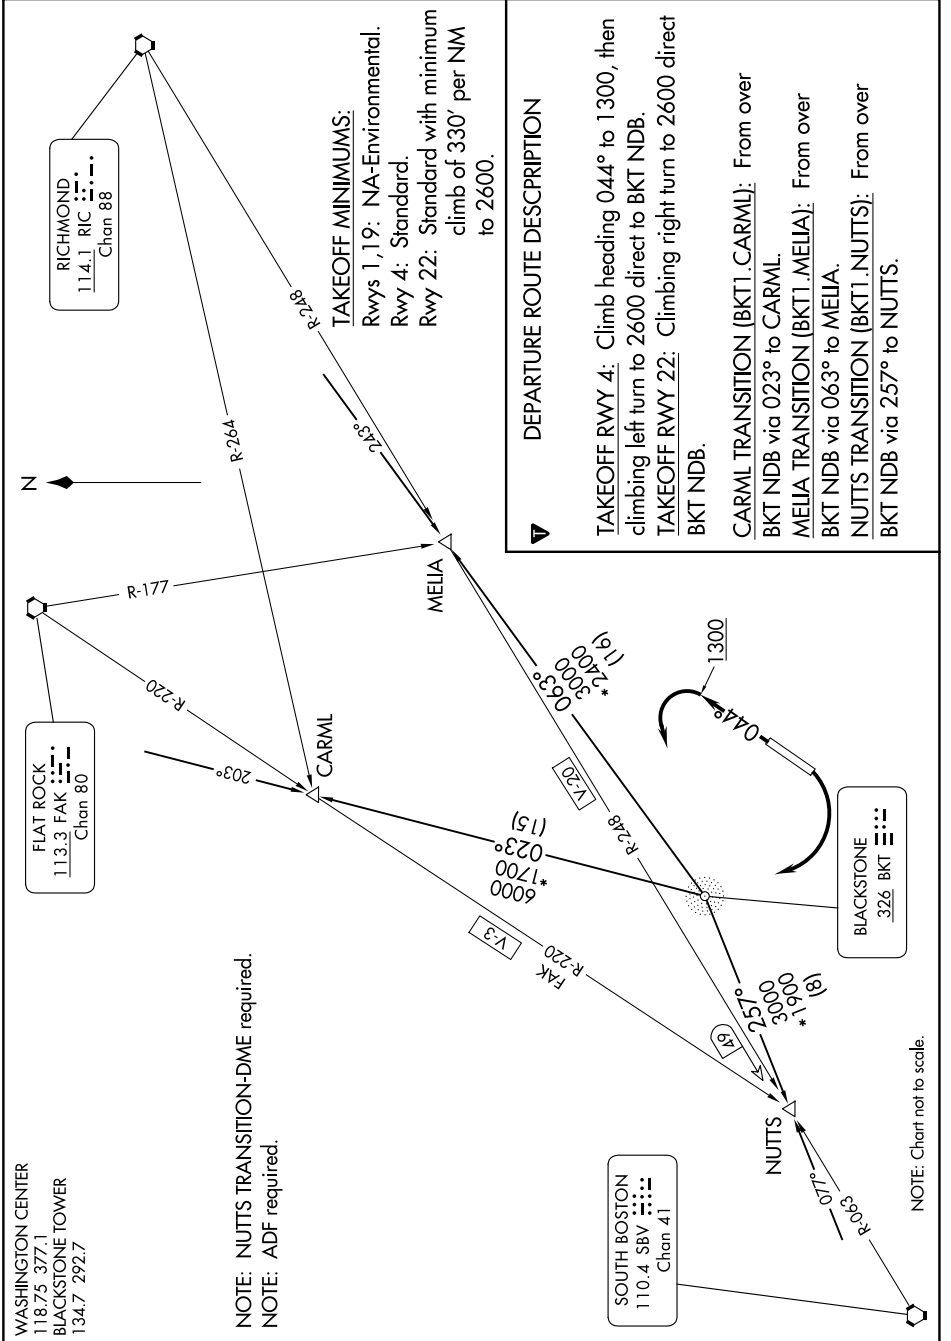 WASHINGTON CENTER
118.75 377.1
BLACKSTONE TOWER
134.7 292.7
NOTE: NUTTS TRANSITION-DME required.
NOTE: ADF required.
FLAT ROCK
113.3 FAK
Chan 80
RICHMOND
114.1 RIC
Chan 88
N
R-177
R-220
R-264
R-248
203°
CARML
243°
MELIA
TAKEOFF MINIMUMS:
Rwys 1,19: NA-Environmental.
Rwy 4: Standard.
Rwy 22: Standard with minimum
climb of 330' per NM
to 2600.
6000
*1700
023°
(15)
V-3
FAK
R-220
V-20
R-248
063°
3000
*2400
(16)
49
257°
3000
*1900
(8)
NUTTS
077°
R-063
SOUTH BOSTON
110.4 SBV
Chan 41
1300
044°
BLACKSTONE
326 BKT
NOTE: Chart not to scale.
T
DEPARTURE ROUTE DESCPRITION
TAKEOFF RWY 4: Climb heading 044° to 1300, then
climbing left turn to 2600 direct to BKT NDB.
TAKEOFF RWY 22: Climbing right turn to 2600 direct
BKT NDB.
CARML TRANSITION (BKT1.CARML): From over
BKT NDB via 023° to CARML.
MELIA TRANSITION (BKT1.MELIA): From over
BKT NDB via 063° to MELIA.
NUTTS TRANSITION (BKT1.NUTTS): From over
BKT NDB via 257° to NUTTS.